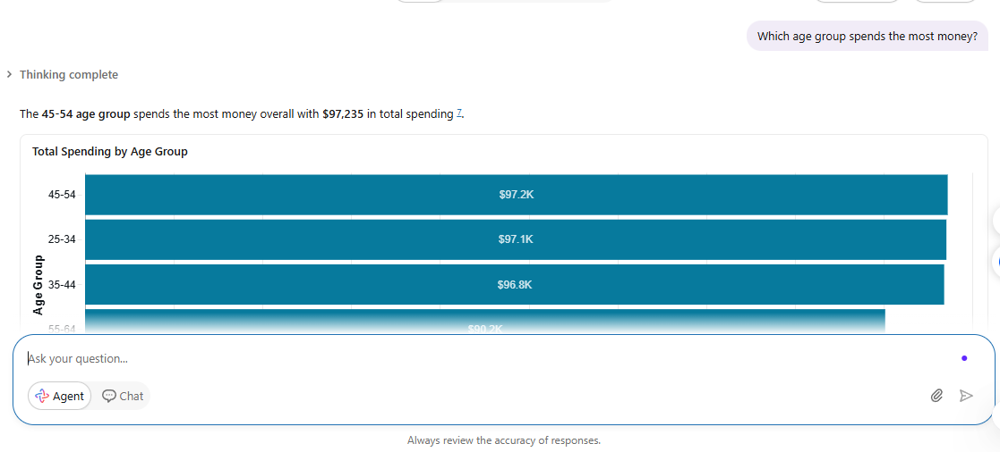 Which age group spends the most money?
Thinking complete
The 45-54 age group spends the most money overall with $97,235 in total spending 7.
Total Spending by Age Group
Age Group
45-54 $97.2K
25-34 $97.1K
35-44 $96.8K
55-64 $90.2K
Ask your question...
Agent Chat
Always review the accuracy of responses.